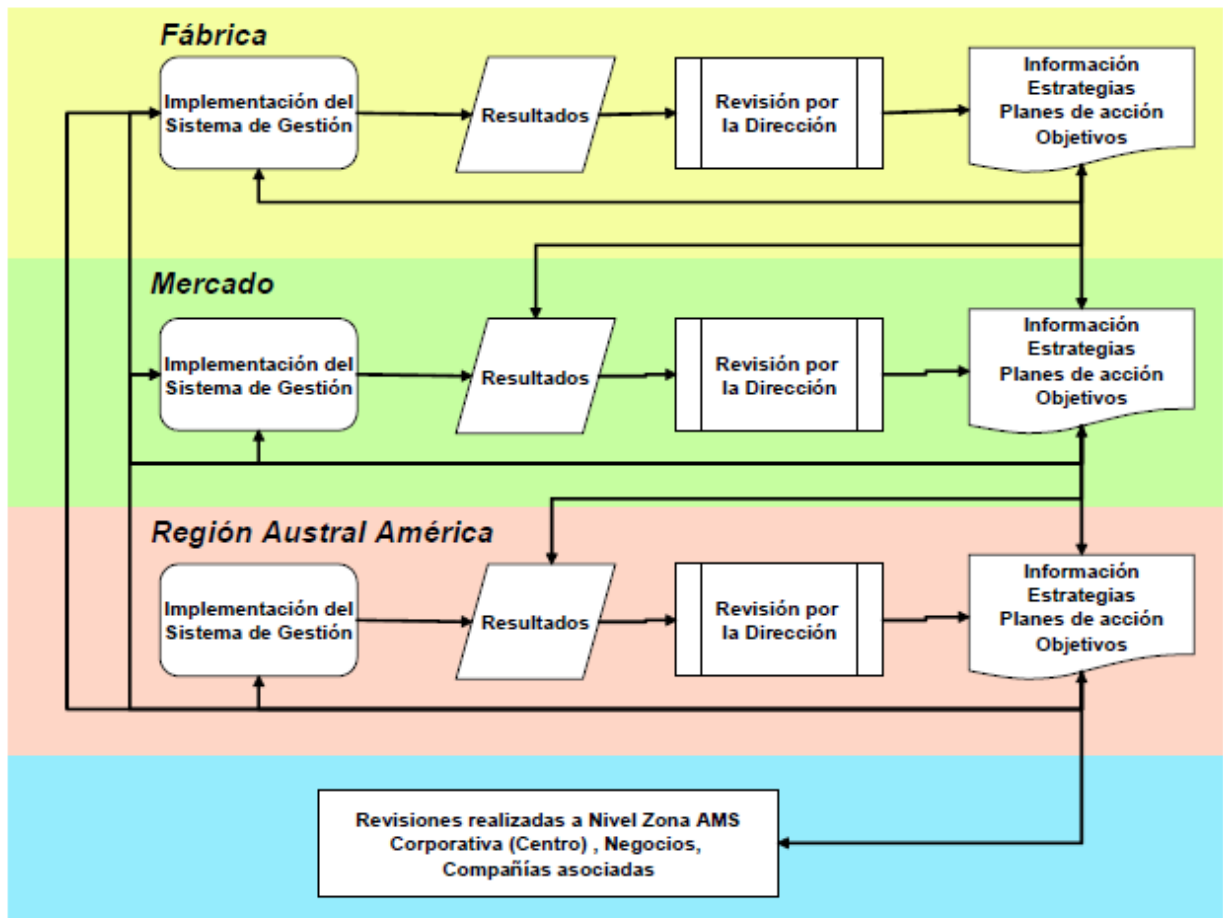 Fábrica
Implementación del
Sistema de Gestión
Resultados
Revisión por
la Dirección
Información
Estrategias
Planes de acción
Objetivos
Mercado
Implementación del
Sistema de Gestión
Resultados
Revisión por
la Dirección
Información
Estrategias
Planes de acción
Objetivos
Región Austral América
Implementación del
Sistema de Gestión
Resultados
Revisión por
la Dirección
Información
Estrategias
Planes de acción
Objetivos
Revisiones realizadas a Nivel Zona AMS
Corporativa (Centro) , Negocios,
Compañías asociadas